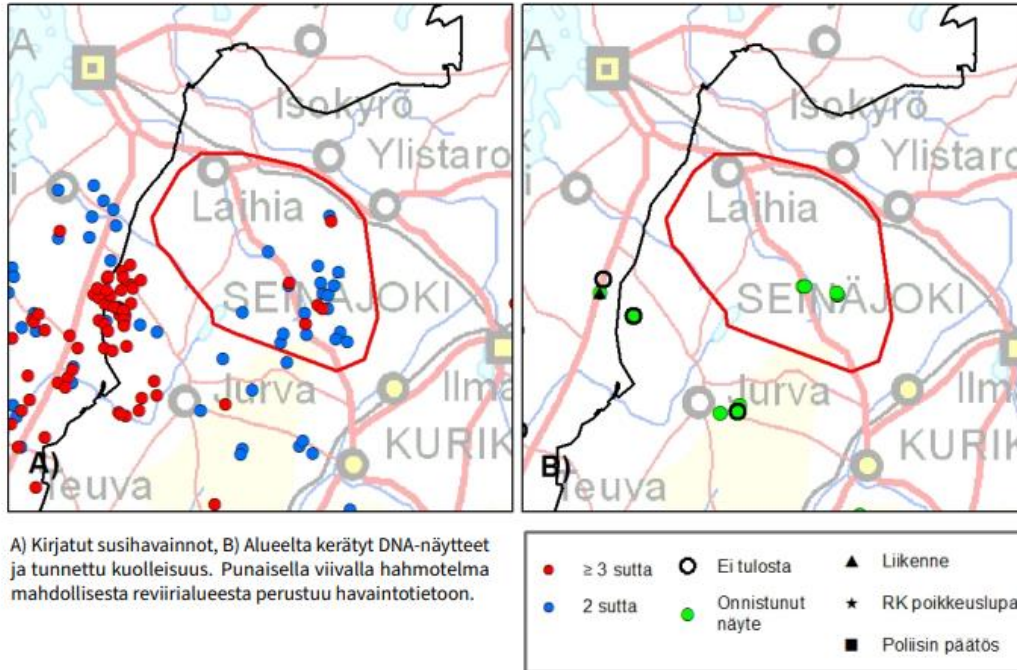 A
Isokyrö
Ylistaro
Laihia
SEINÄJOKI
Jurva
Ilma
KURIK
Teuva
A)
A
Isokyrö
Ylistaro
Laihia
SEINÄJOKI
Jurva
Ilma
KURIK
Teuva
B)
A) Kirjatut susihavainnot, B) Alueelta kerätyt DNA-näytteet
ja tunnettu kuolleisuus. Punaisella viivalla hahmotelma
mahdollisesta reviirialueesta perustuu havaintotietoon.
≥ 3 sutta
2 sutta
Ei tulosta
Onnistunut
näyte
Liikenne
RK poikkeuslupa
Poliisin päätös